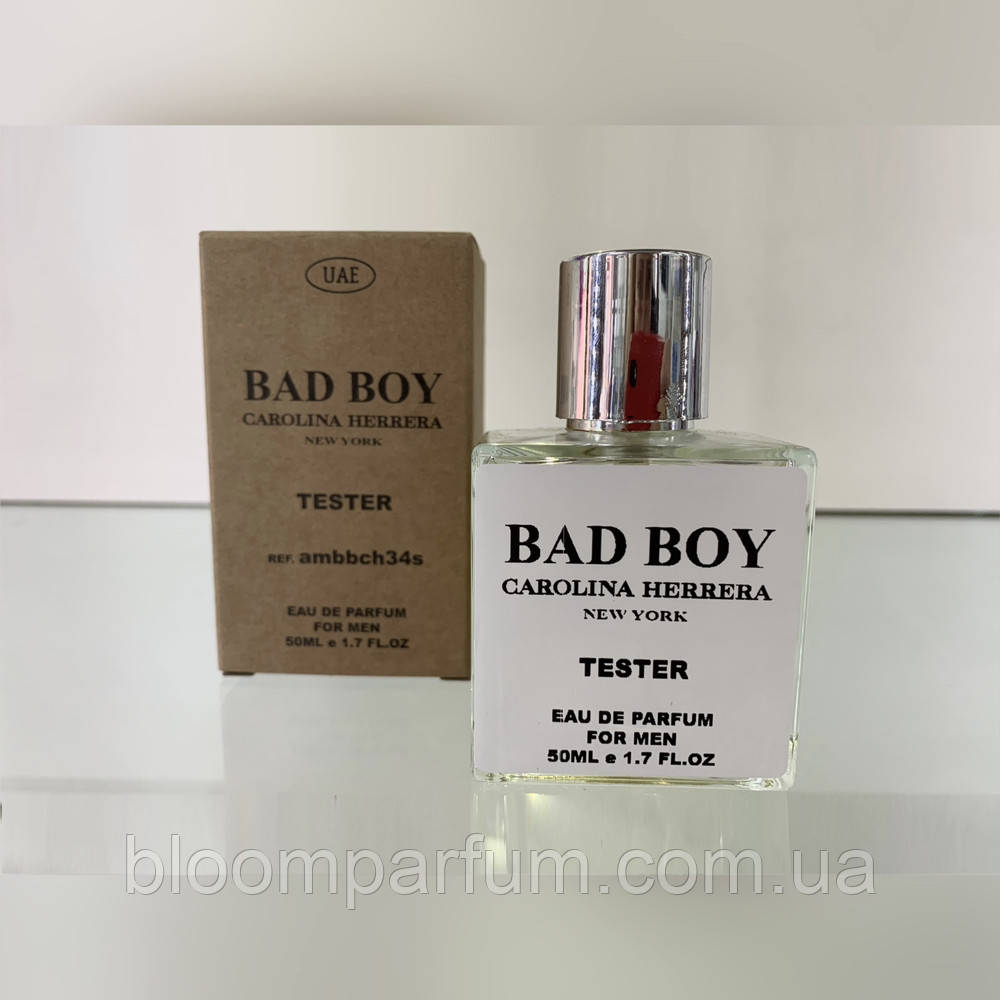 UAE
BAD BOY
CAROLINA HERRERA
NEW YORK
TESTER
REF. ambbch34s
EAU DE PARFUM
FOR MEN
50ML e 1.7 FL.OZ
BAD BOY
CAROLINA HERRERA
NEW YORK
TESTER
EAU DE PARFUM
FOR MEN
50ML e 1.7 FL.OZ
bloomparfum.com.ua